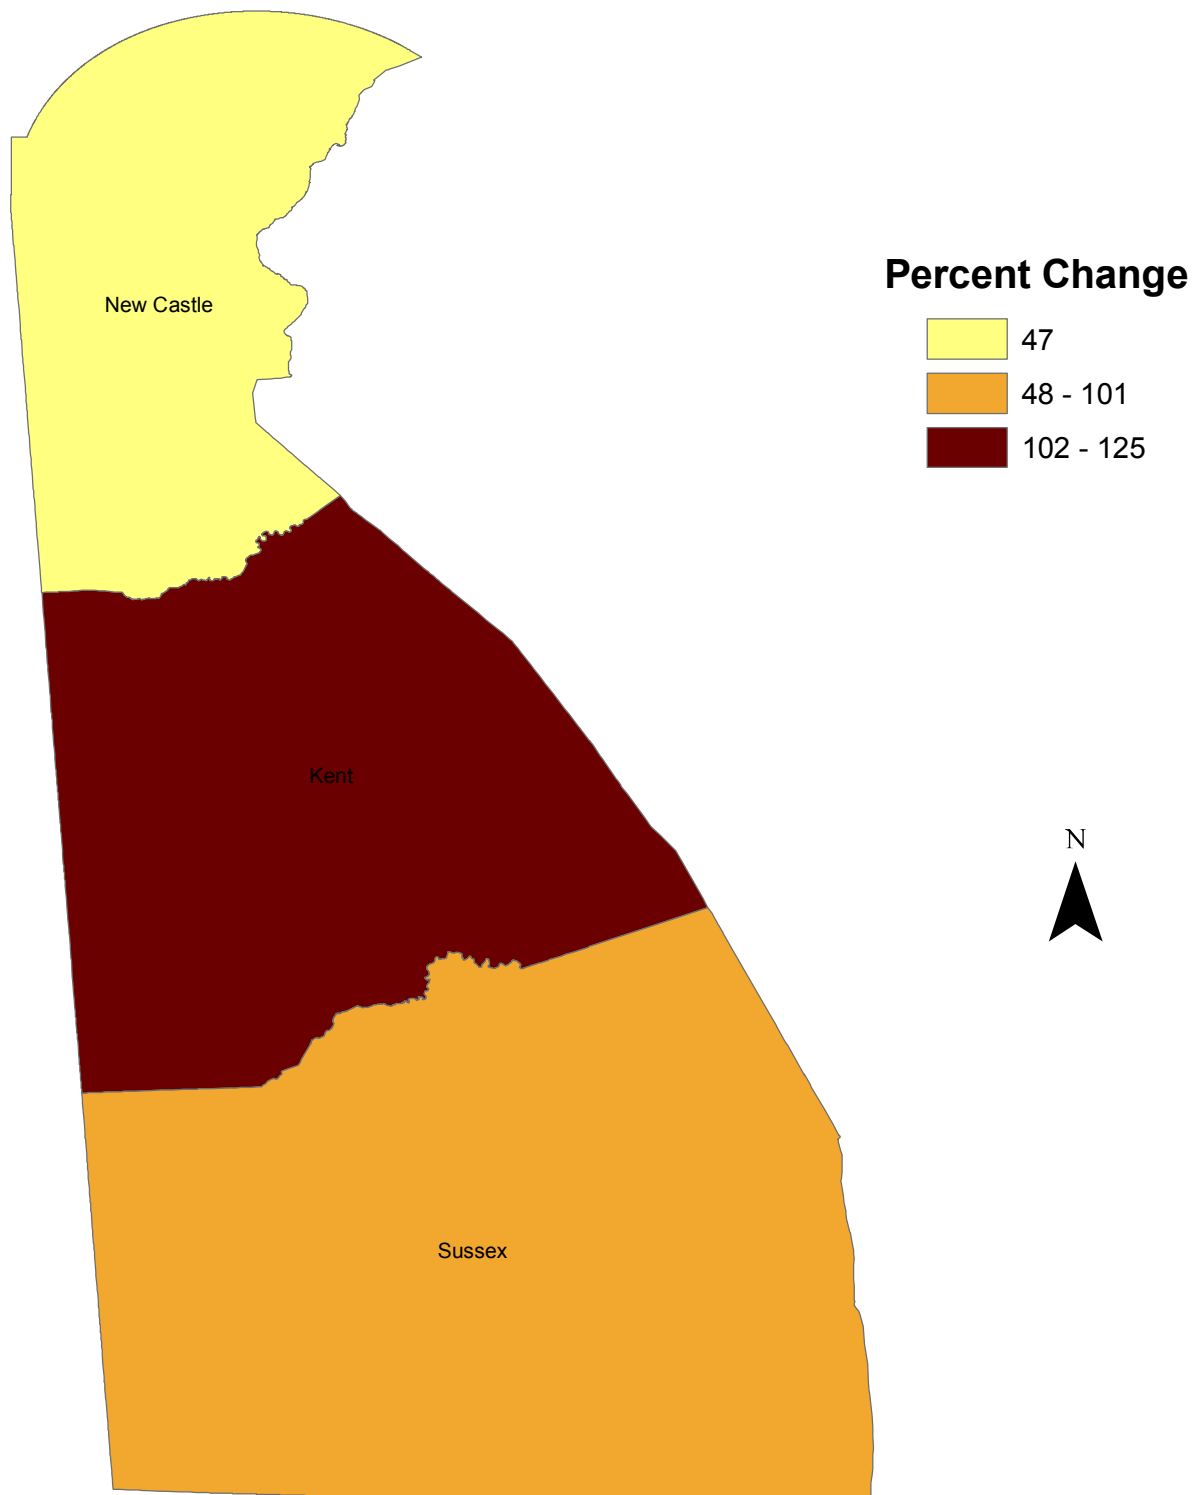 New Castle
Percent Change
47
48 - 101
102 - 125
Kent
N
Sussex